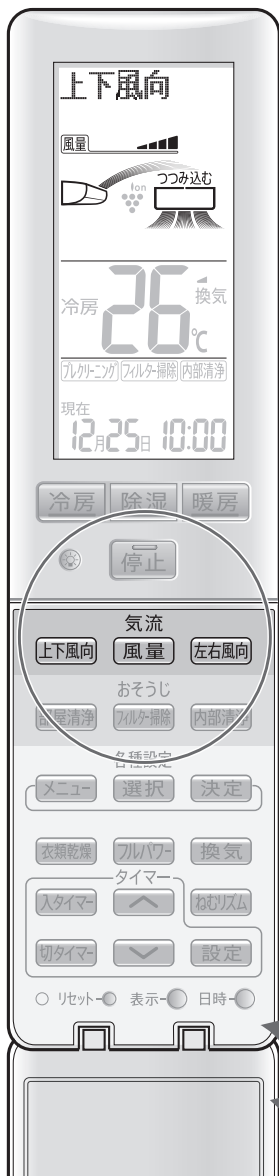 上下風向
風量
ion
つつみ込む
冷房 26℃ 換気
プレクリーニング フィルター掃除 内部清浄
現在
12月25日 10:00
冷房 除湿 暖房
停止
気流
上下風向 風量 左右風向
おそうじ
部屋清浄 フィルター掃除 内部清浄
各種設定
メニュー 選択 決定
衣類乾燥 フルパワー 換気
タイマー
入タイマー ねむリズム
切タイマー 設定
リセット 表示 日時